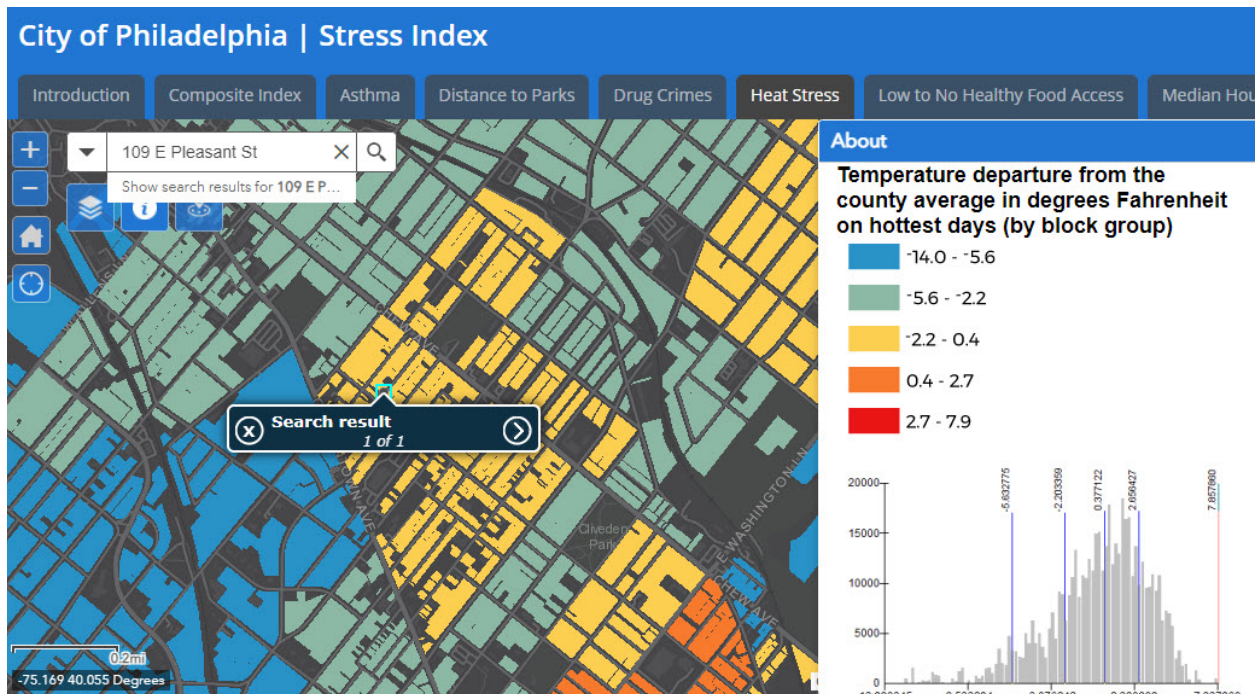 City of Philadelphia | Stress Index
Introduction
Composite Index
Asthma
Distance to Parks
Drug Crimes
Heat Stress
Low to No Healthy Food Access
Median Hou
109 E Pleasant St
Show search results for 109 E P...
CHEW AVE
Search result
1 of 1
Cliveden
Park
E WASHINGTON LN
CHEW AVE
0.2mi
-75.169 40.055 Degrees
About
Temperature departure from the
county average in degrees Fahrenheit
on hottest days (by block group)
-14.0 - -5.6
-5.6 - -2.2
-2.2 - 0.4
0.4 - 2.7
2.7 - 7.9
-5.632775
-2.203359
0.377122
2.656427
7.857860
20000
15000
10000
5000
0